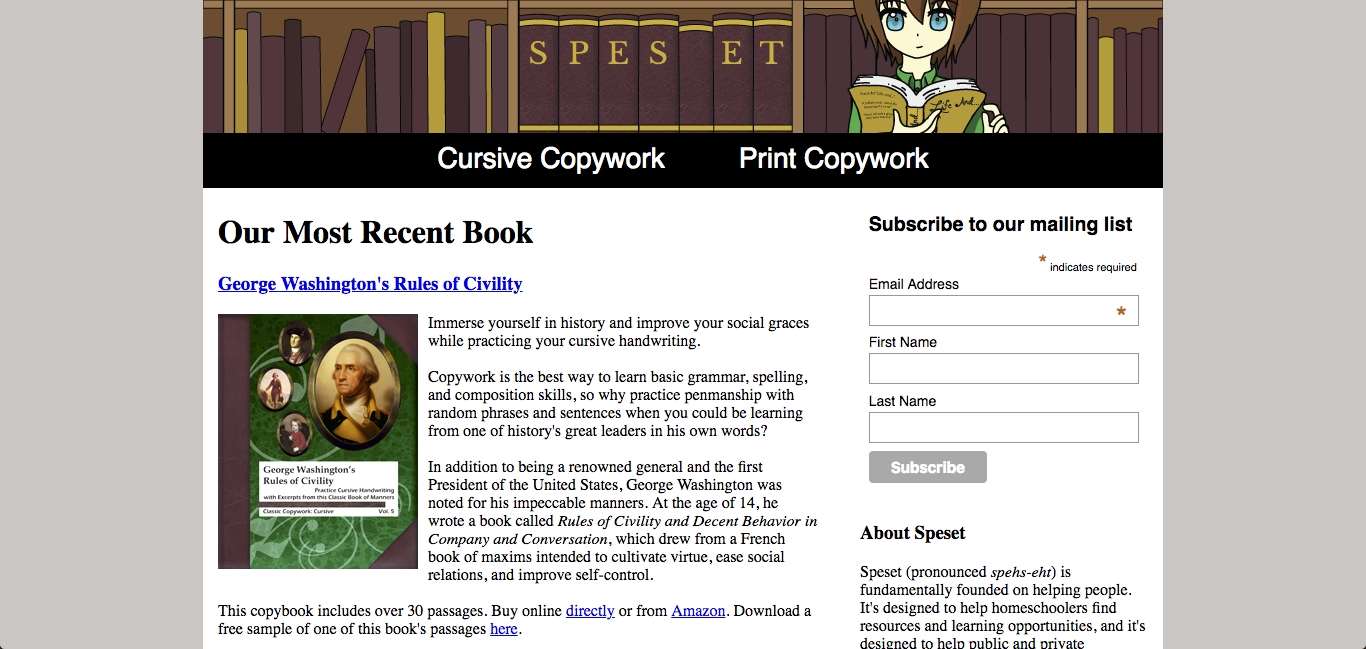 SPESET
Life And...
And
Cursive Copywork
Print Copywork
Our Most Recent Book
George Washington's Rules of Civility
George Washington's
Rules of Civility
Practice Cursive Handwriting
with Excerpts from this Classic Book of Manners
Classic Copywork: Cursive
Vol. 5
Immerse yourself in history and improve your social graces
while practicing your cursive handwriting.
Copywork is the best way to learn basic grammar, spelling,
and composition skills, so why practice penmanship with
random phrases and sentences when you could be learning
from one of history's great leaders in his own words?
In addition to being a renowned general and the first
President of the United States, George Washington was
noted for his impeccable manners. At the age of 14, he
wrote a book called Rules of Civility and Decent Behavior in
Company and Conversation, which drew from a French
book of maxims intended to cultivate virtue, ease social
relations, and improve self-control.
This copybook includes over 30 passages. Buy online directly or from Amazon. Download a
free sample of one of this book's passages here.
Subscribe to our mailing list
* indicates required
Email Address
*
First Name
Last Name
Subscribe
About Speset
Speset (pronounced spehs-eht) is
fundamentally founded on helping people.
It's designed to help homeschoolers find
resources and learning opportunities, and it's
designed to help public and private